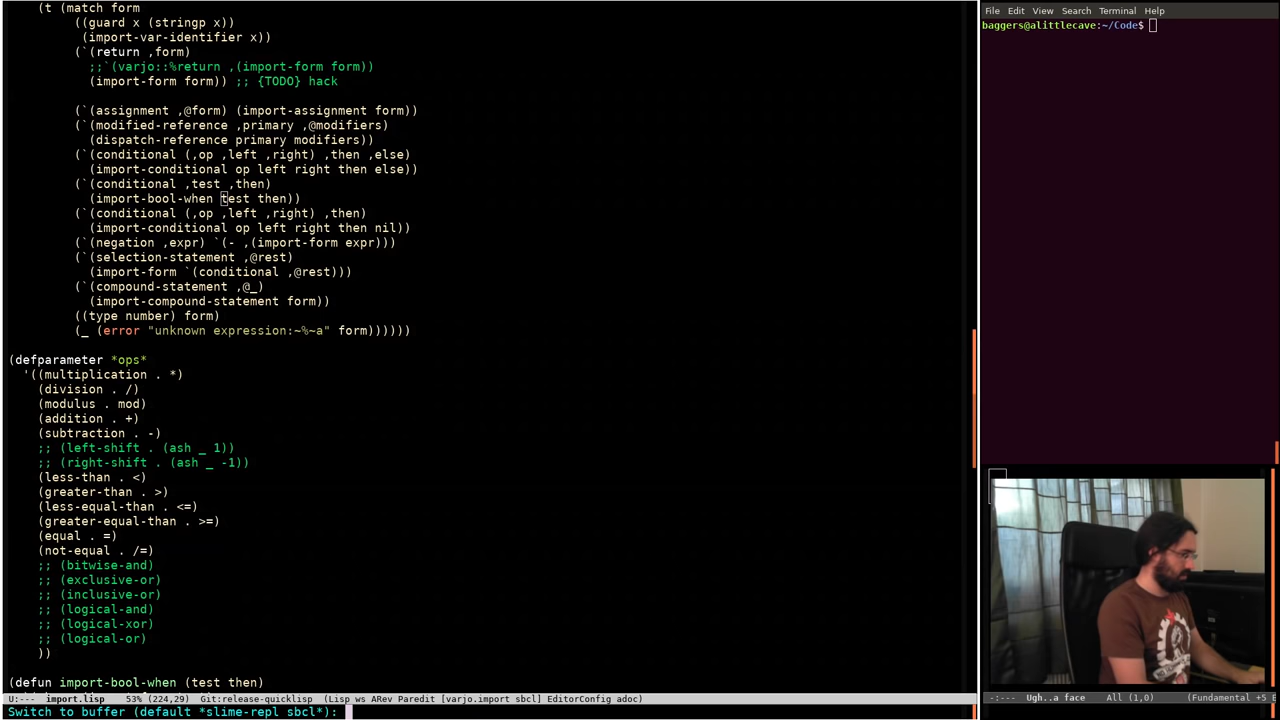 (t (match form
((guard x (stringp x))
(import-var-identifier x))
(`(return ,form)
;;`(varjo::%return ,(import-form form))
(import-form form)) ;; {TODO} hack
(`(assignment ,@form) (import-assignment form))
(`(modified-reference ,primary ,@modifiers)
(dispatch-reference primary modifiers))
(`(conditional (,op ,left ,right) ,then ,else)
(import-conditional op left right then else))
(`(conditional ,test ,then)
(import-bool-when test then))
(`(conditional (,op ,left ,right) ,then)
(import-conditional op left right then nil))
(`(negation ,expr) `(- ,(import-form expr)))
(`(selection-statement ,@rest)
(import-form `(conditional ,@rest)))
(`(compound-statement ,@_)
(import-compound-statement form))
((type number) form)
(_ (error "unknown expression:~%~a" form))))))
(defparameter *ops*
'((multiplication . *)
(division . /)
(modulus . mod)
(addition . +)
(subtraction . -)
;; (left-shift . (ash _ 1))
;; (right-shift . (ash _ -1))
(less-than . <)
(greater-than . >)
(less-equal-than . <=)
(greater-equal-than . >=)
(equal . =)
(not-equal . /=)
;; (bitwise-and)
;; (exclusive-or)
;; (inclusive-or)
;; (logical-and)
;; (logical-xor)
;; (logical-or)
))
(defun import-bool-when (test then)
U:--- import.lisp 53% (224,29) Git:release-quicklisp (Lisp ws ARev Paredit [varjo.import sbcl] EditorConfig adoc)
Switch to buffer (default *slime-repl sbcl*):
File Edit View Search Terminal Help
baggers@alittlecave:~/Code$
-:--- Ugh..a face All (1,0) (Fundamental +5